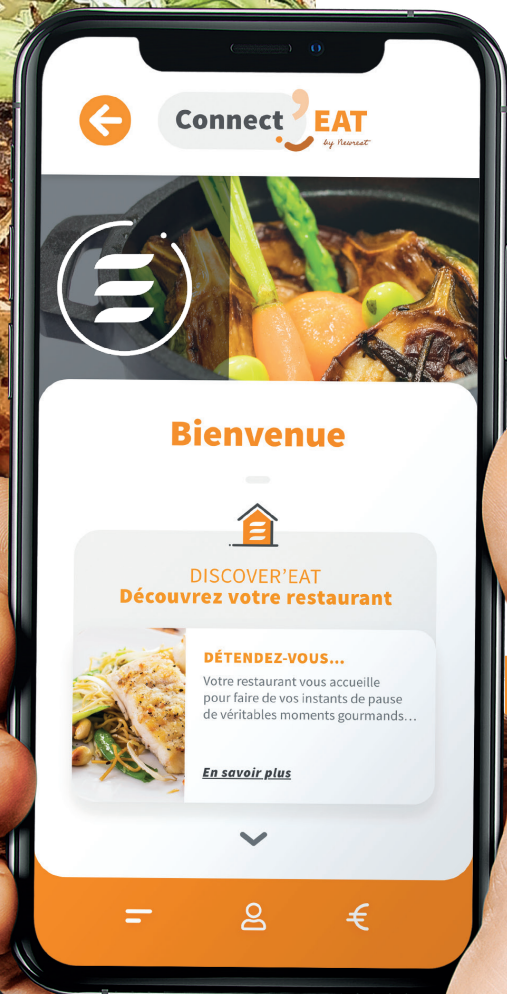 Connect'EAT
by Newrest
Bienvenue
DISCOVER'EAT
Découvrez votre restaurant
DÉTENDEZ-VOUS...
Votre restaurant vous accueille
pour faire de vos instants de pause
de véritables moments gourmands...
En savoir plus